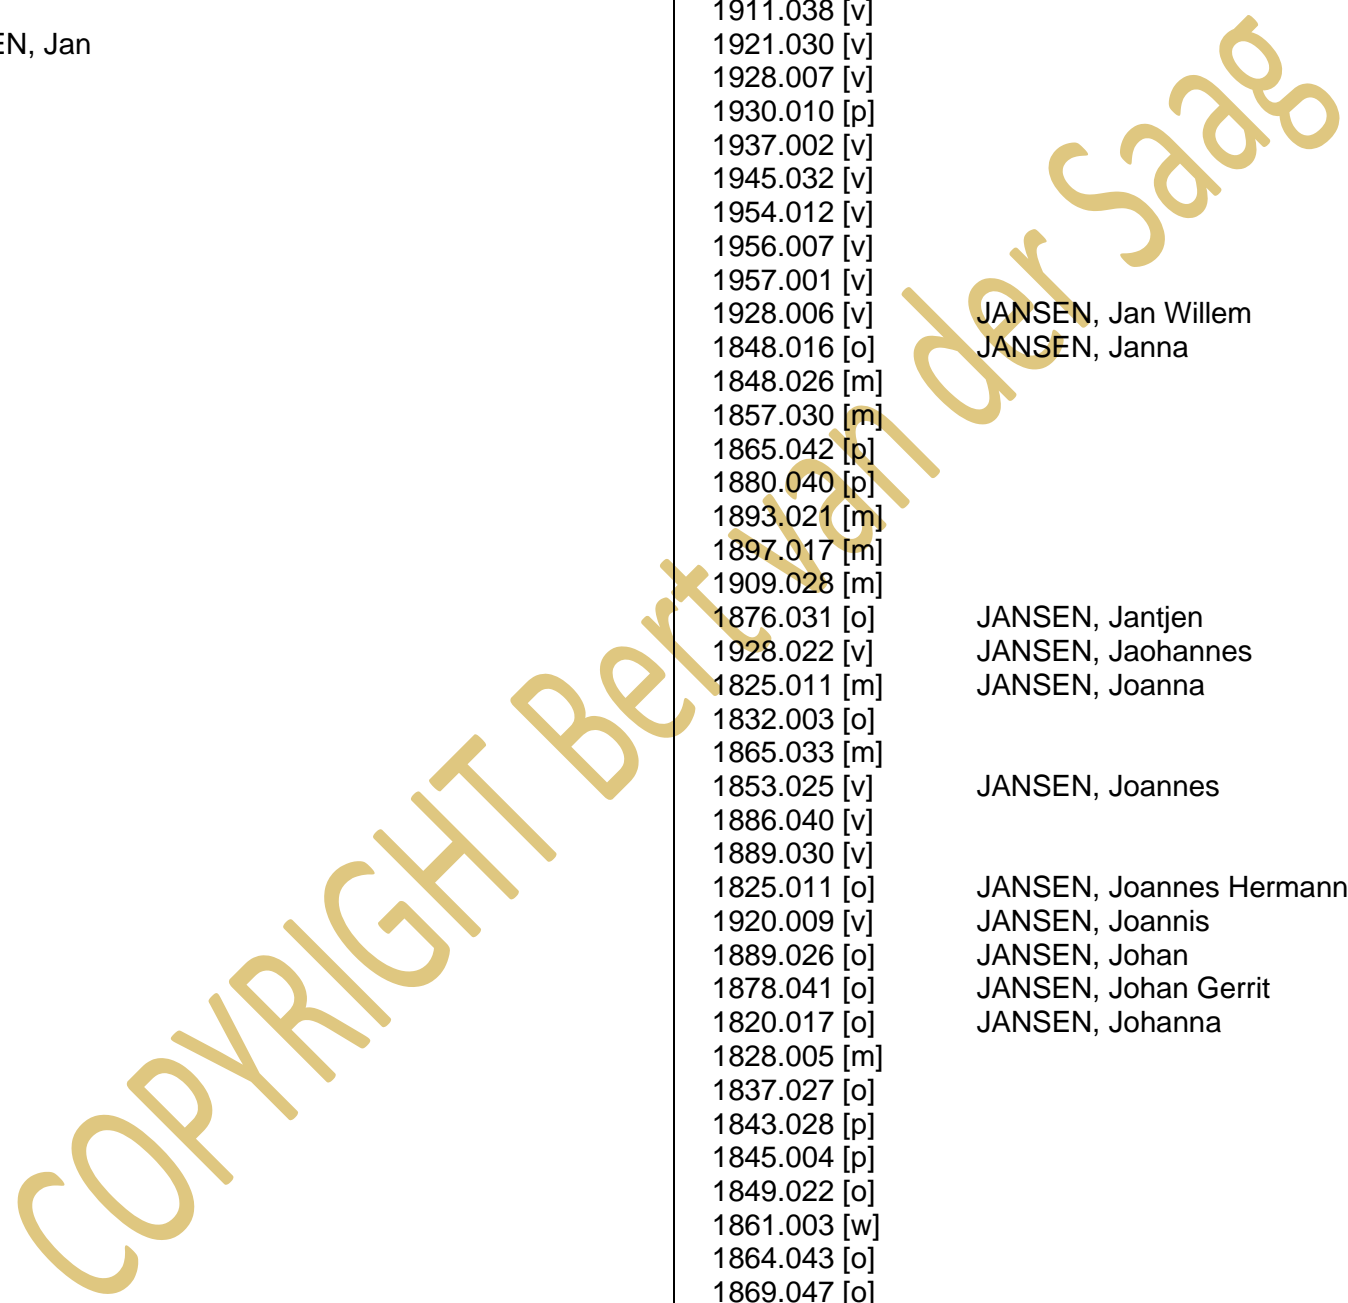 EN, Jan
1911.038 [v]
1921.030 [v]
1928.007 [v]
1930.010 [p]
1937.002 [v]
1945.032 [v]
1954.012 [v]
1956.007 [v]
1957.001 [v]
1928.006 [v] JANSEN, Jan Willem
1848.016 [o] JANSEN, Janna
1848.026 [m]
1857.030 [m]
1865.042 [p]
1880.040 [p]
1893.021 [m]
1897.017 [m]
1909.028 [m]
1876.031 [o] JANSEN, Jantjen
1928.022 [v] JANSEN, Jaohannes
1825.011 [m] JANSEN, Joanna
1832.003 [o]
1865.033 [m]
1853.025 [v] JANSEN, Joannes
1886.040 [v]
1889.030 [v]
1825.011 [o] JANSEN, Joannes Hermann
1920.009 [v] JANSEN, Joannis
1889.026 [o] JANSEN, Johan
1878.041 [o] JANSEN, Johan Gerrit
1820.017 [o] JANSEN, Johanna
1828.005 [m]
1837.027 [o]
1843.028 [p]
1845.004 [p]
1849.022 [o]
1861.003 [w]
1864.043 [o]
1869.047 [o]
COPYRIGHT Bert van der Saag